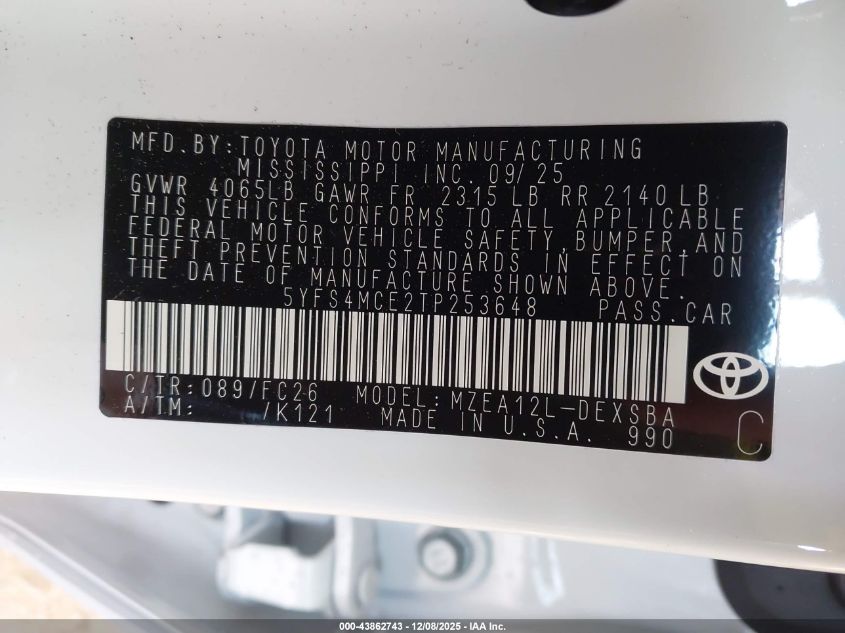 MFD. BY: TOYOTA MOTOR MANUFACTURING
MISSISSIPPI INC. 09/25
GVWR 4065LB GAWR FR 2315 LB RR 2140 LB
THIS VEHICLE CONFORMS TO ALL APPLICABLE
FEDERAL MOTOR VEHICLE SAFETY, BUMPER, AND
THEFT PREVENTION STANDARDS IN EFFECT ON
THE DATE OF MANUFACTURE SHOWN ABOVE.
5YFS4MCE2TP253648 PASS. CAR
C/TR: 089/FC26 MODEL: MZEA12L-DEXSBA
A/TM: /K121 MADE IN U.S.A. 990
C
000-43862743 - 12/08/2025 - IAA Inc.